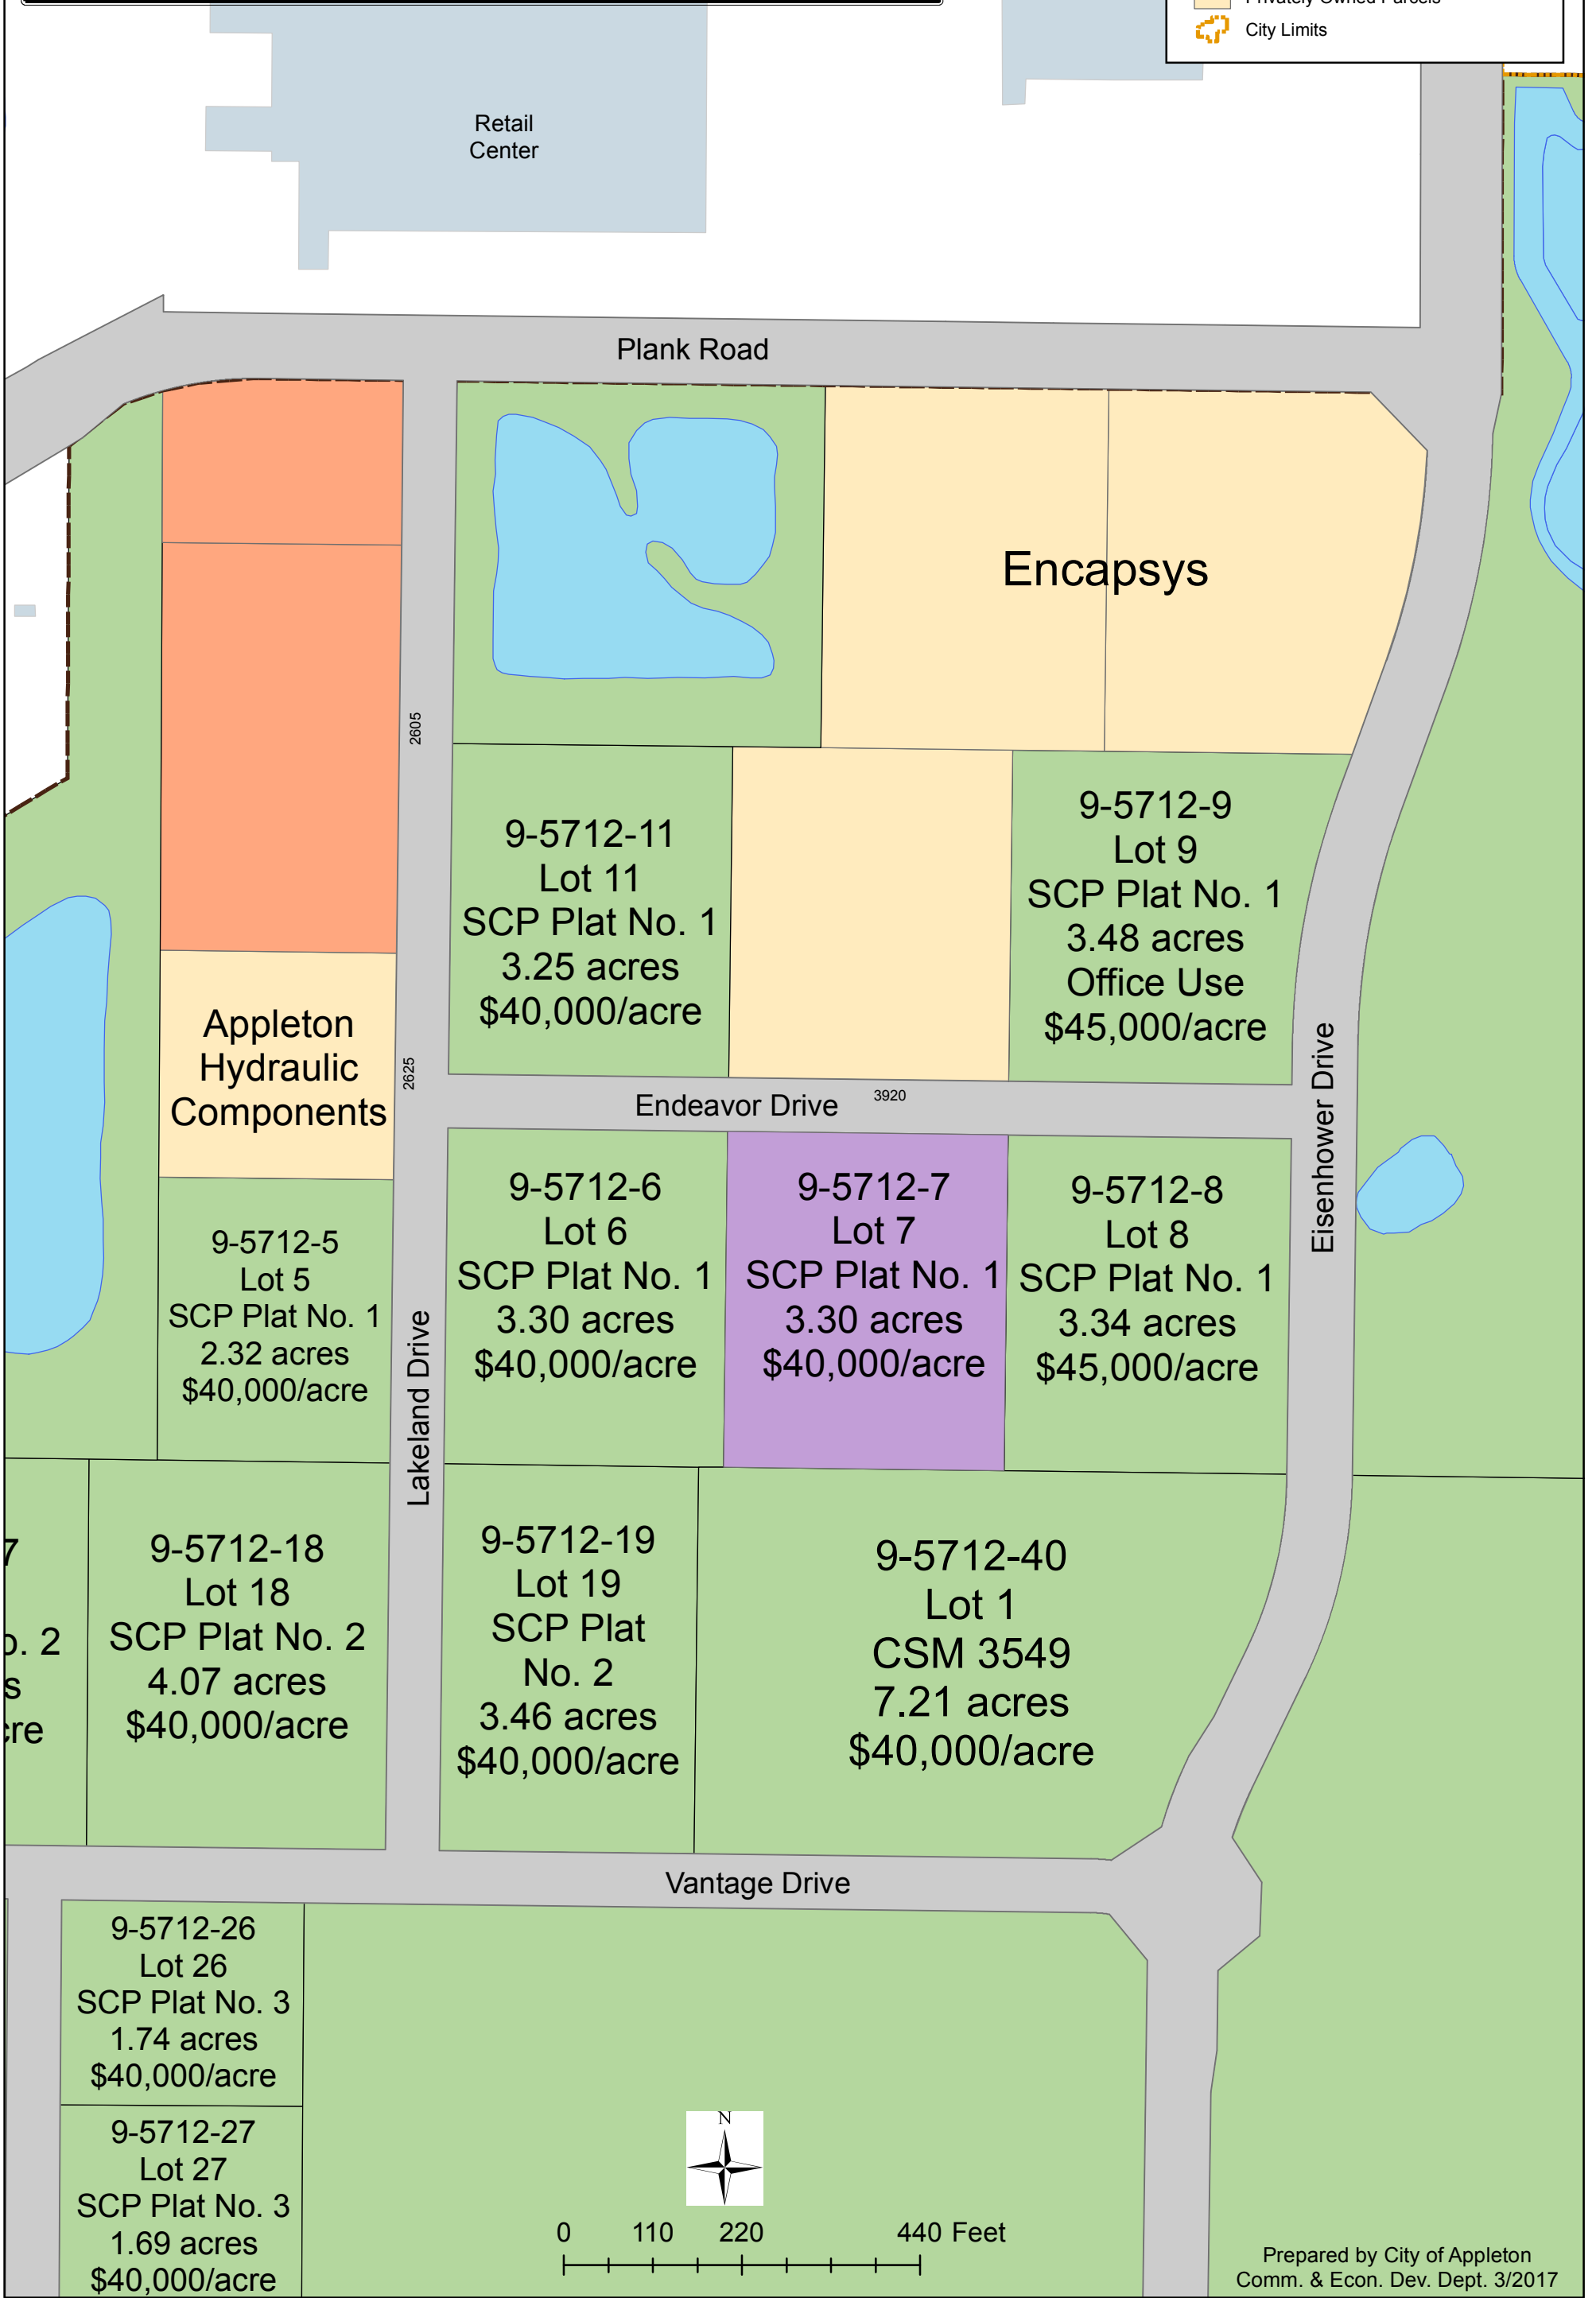 Privately Owned Parcels
City Limits
Retail
Center
Plank Road
Encapsys
2605
9-5712-11
Lot 11
SCP Plat No. 1
3.25 acres
$40,000/acre
9-5712-9
Lot 9
SCP Plat No. 1
3.48 acres
Office Use
$45,000/acre
Appleton
Hydraulic
Components
2625
Endeavor Drive
3920
Eisenhower Drive
9-5712-5
Lot 5
SCP Plat No. 1
2.32 acres
$40,000/acre
Lakeland Drive
9-5712-6
Lot 6
SCP Plat No. 1
3.30 acres
$40,000/acre
9-5712-7
Lot 7
SCP Plat No. 1
3.30 acres
$40,000/acre
9-5712-8
Lot 8
SCP Plat No. 1
3.34 acres
$45,000/acre
7
o. 2
s
cre
9-5712-18
Lot 18
SCP Plat No. 2
4.07 acres
$40,000/acre
9-5712-19
Lot 19
SCP Plat
No. 2
3.46 acres
$40,000/acre
9-5712-40
Lot 1
CSM 3549
7.21 acres
$40,000/acre
Vantage Drive
9-5712-26
Lot 26
SCP Plat No. 3
1.74 acres
$40,000/acre
9-5712-27
Lot 27
SCP Plat No. 3
1.69 acres
$40,000/acre
N
0 110 220 440 Feet
Prepared by City of Appleton
Comm. & Econ. Dev. Dept. 3/2017